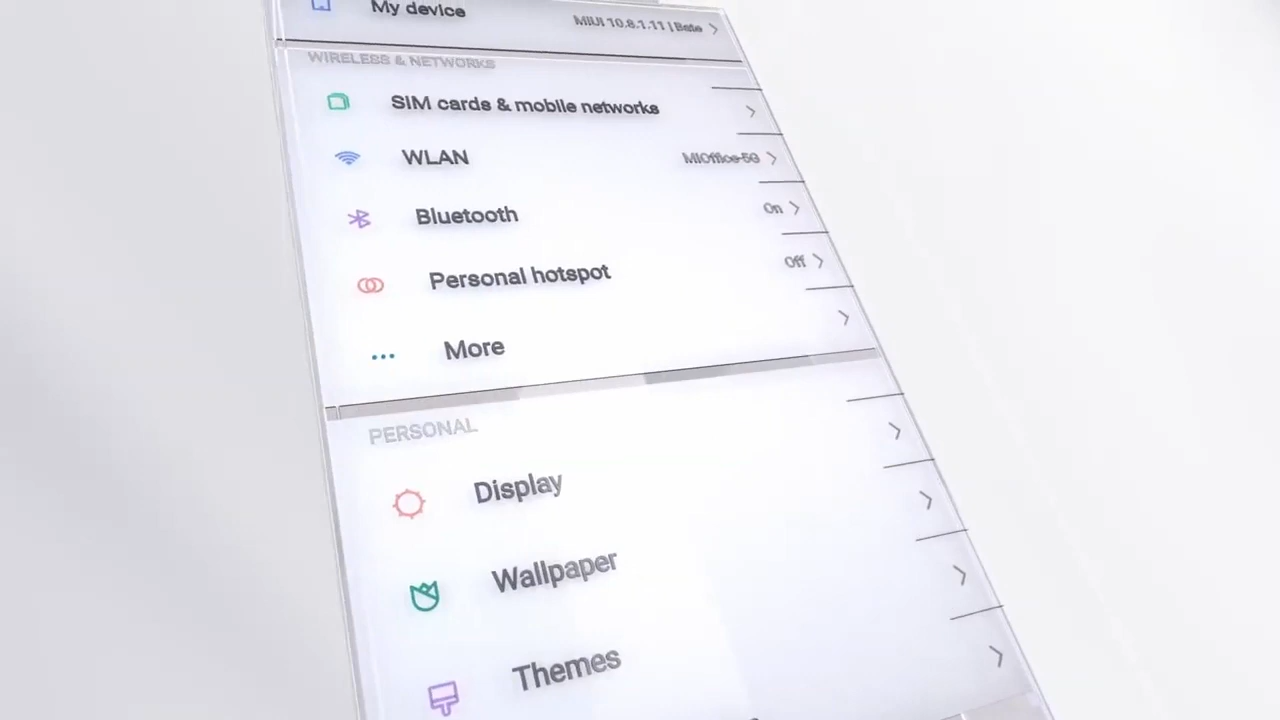 My device
MIUI 10.8.1.11 | Beta
WIRELESS & NETWORKS
SIM cards & mobile networks
WLAN
MIOffice-5G
Bluetooth
On
Personal hotspot
Off
More
PERSONAL
Display
Wallpaper
Themes